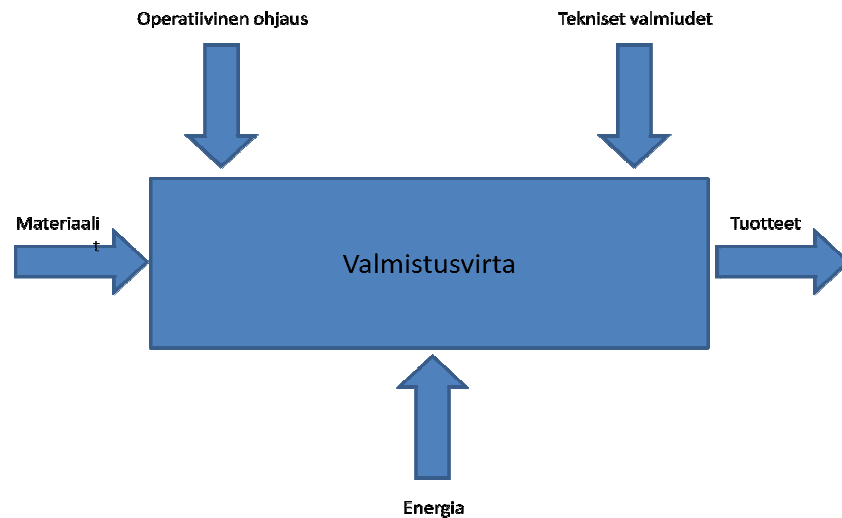 Operatiivinen ohjaus
Tekniset valmiudet
Materiaali
t
Tuotteet
Valmistusvirta
Energia